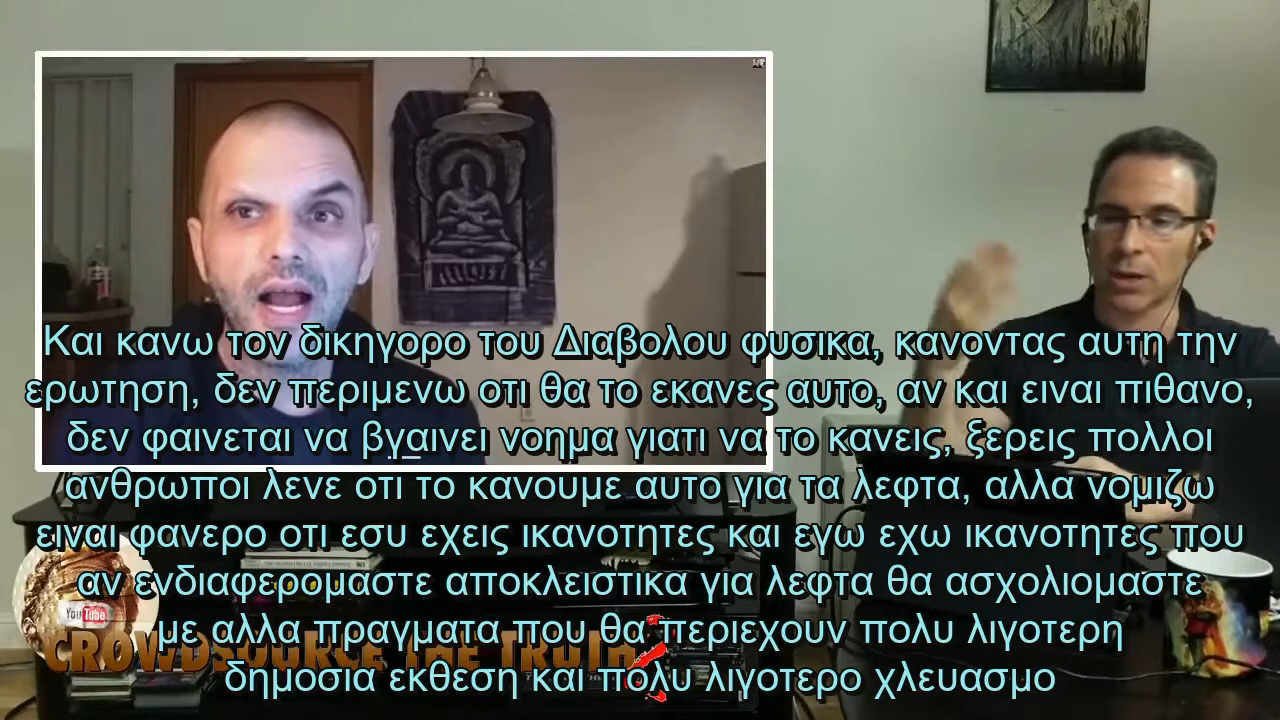 Και κανω τον δικηγορο του Διαβολου φυσικα, κανοντας αυτη την
ερωτηση, δεν περιμενω οτι θα το εκανες αυτο, αν και ειναι πιθανο,
δεν φαινεται να βγαινει νοημα γιατι να το κανεις, ξερεις πολλοι
ανθρωποι λενε οτι το κανουμε αυτο για τα λεφτα, αλλα νομιζω
ειναι φανερο οτι εσυ εχεις ικανοτητες και εγω εχω ικανοτητες που
αν ενδιαφερομαστε αποκλειστικα για λεφτα θα ασχολιομαστε
με αλλα πραγματα που θα περιεχουν πολυ λιγοτερη
δημοσια εκθεση και πολυ λιγοτερο χλευασμο
YouTube
CROWDSOURCE THE TRUTH